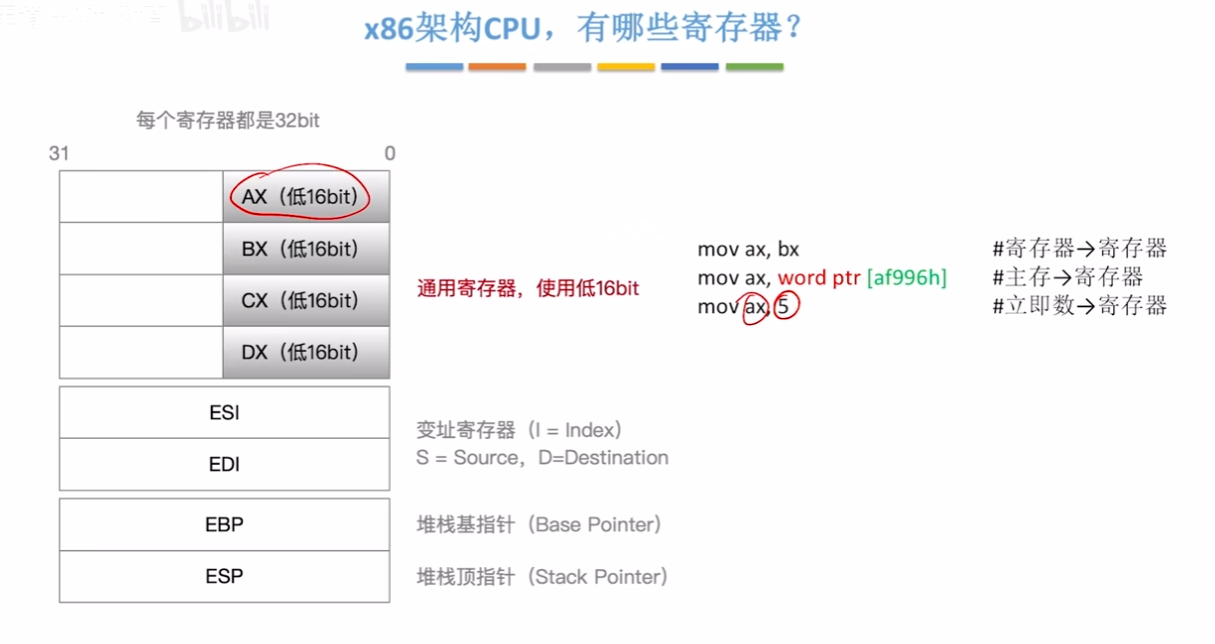 bilibili
x86架构CPU，有哪些寄存器？
每个寄存器都是32bit
31 0
AX（低16bit）
BX（低16bit）
CX（低16bit）
DX（低16bit）
通用寄存器，使用低16bit
mov ax, bx #寄存器→寄存器
mov ax, word ptr [af996h] #主存→寄存器
mov ax, 5 #立即数→寄存器
ESI
EDI
变址寄存器（I = Index）
S = Source，D=Destination
EBP 堆栈基指针（Base Pointer）
ESP 堆栈顶指针（Stack Pointer）